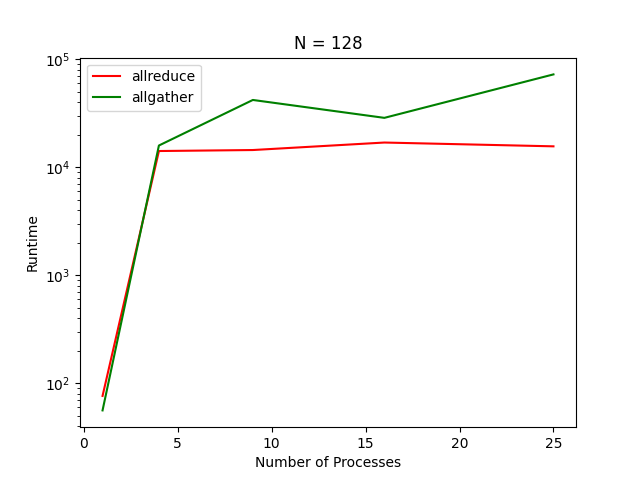 N = 128
allreduce
allgather
10^5
10^4
10^3
10^2
Runtime
0
5
10
15
20
25
Number of Processes